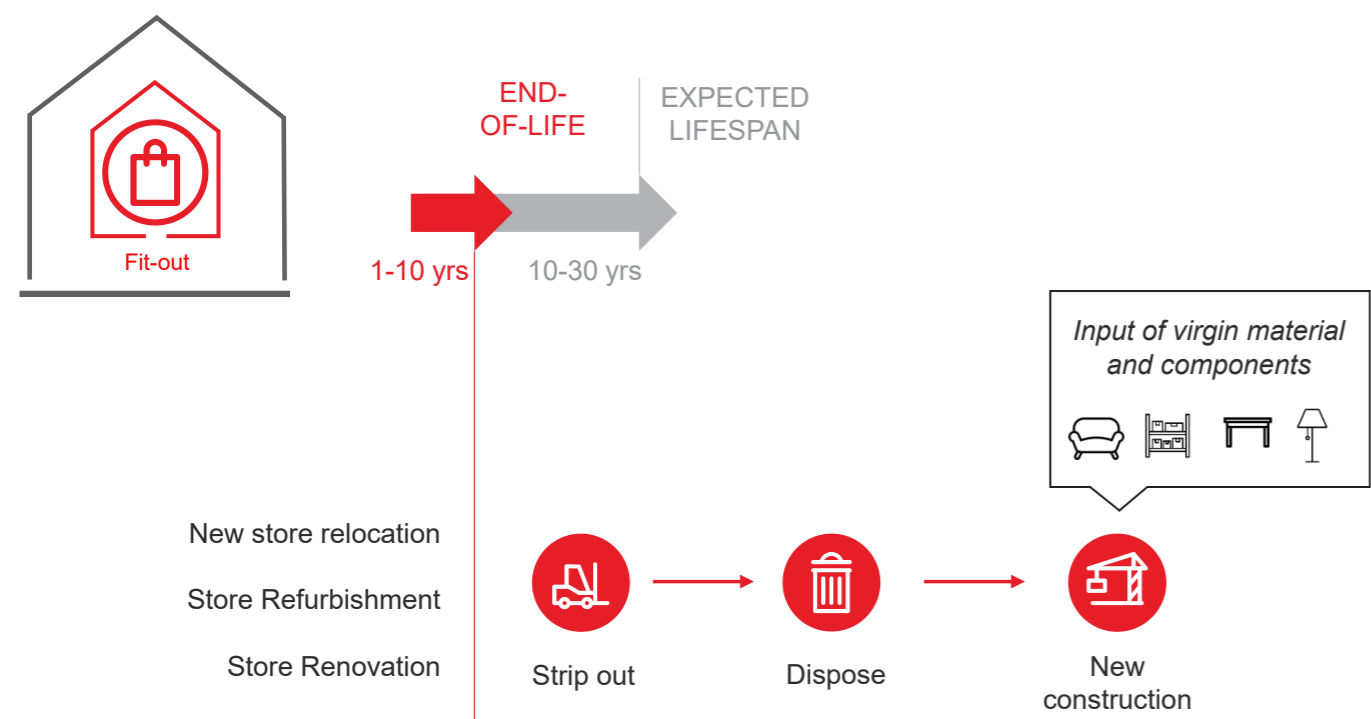 Fit-out
END-
OF-LIFE
EXPECTED
LIFESPAN
1-10 yrs
10-30 yrs
Input of virgin material
and components
New store relocation
Store Refurbishment
Store Renovation
Strip out
Dispose
New
construction